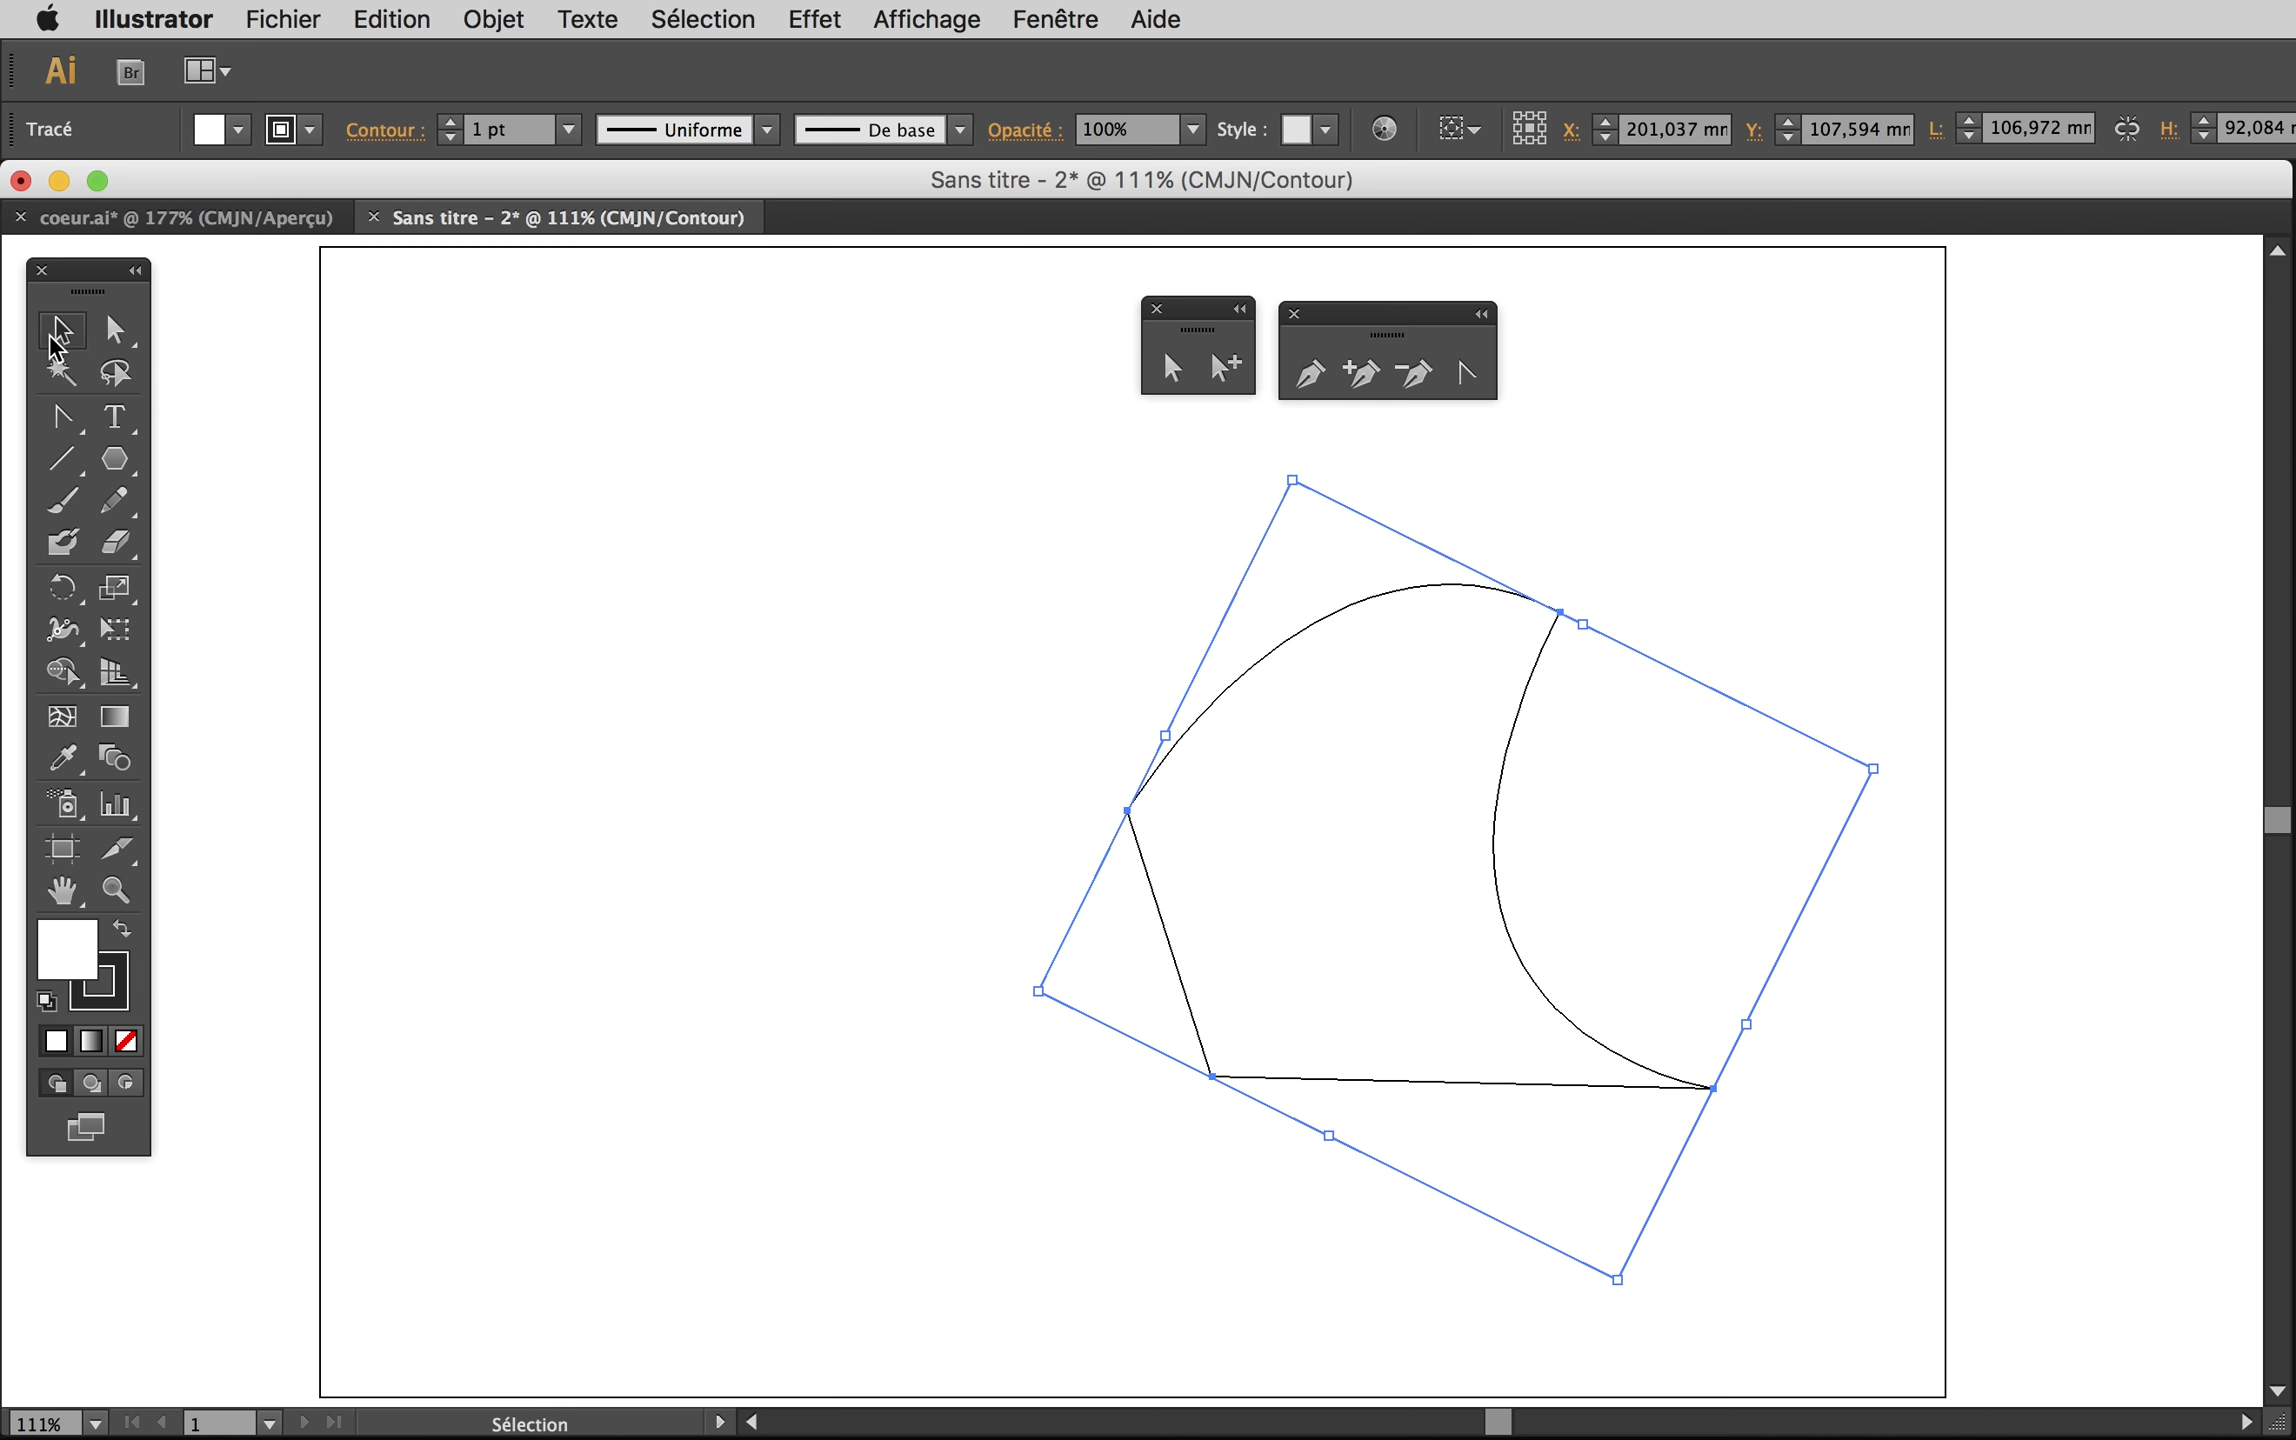 Illustrator Fichier Edition Objet Texte Sélection Effet Affichage Fenêtre Aide
Ai Br
Tracé Contour : 1 pt Uniforme De base Opacité : 100% Style : X: 201,037 mm Y: 107,594 mm L: 106,972 mm H: 92,084
Sans titre - 2* @ 111% (CMJN/Contour)
coeur.ai* @ 177% (CMJN/Aperçu) Sans titre - 2* @ 111% (CMJN/Contour)
T
111% 1 Sélection